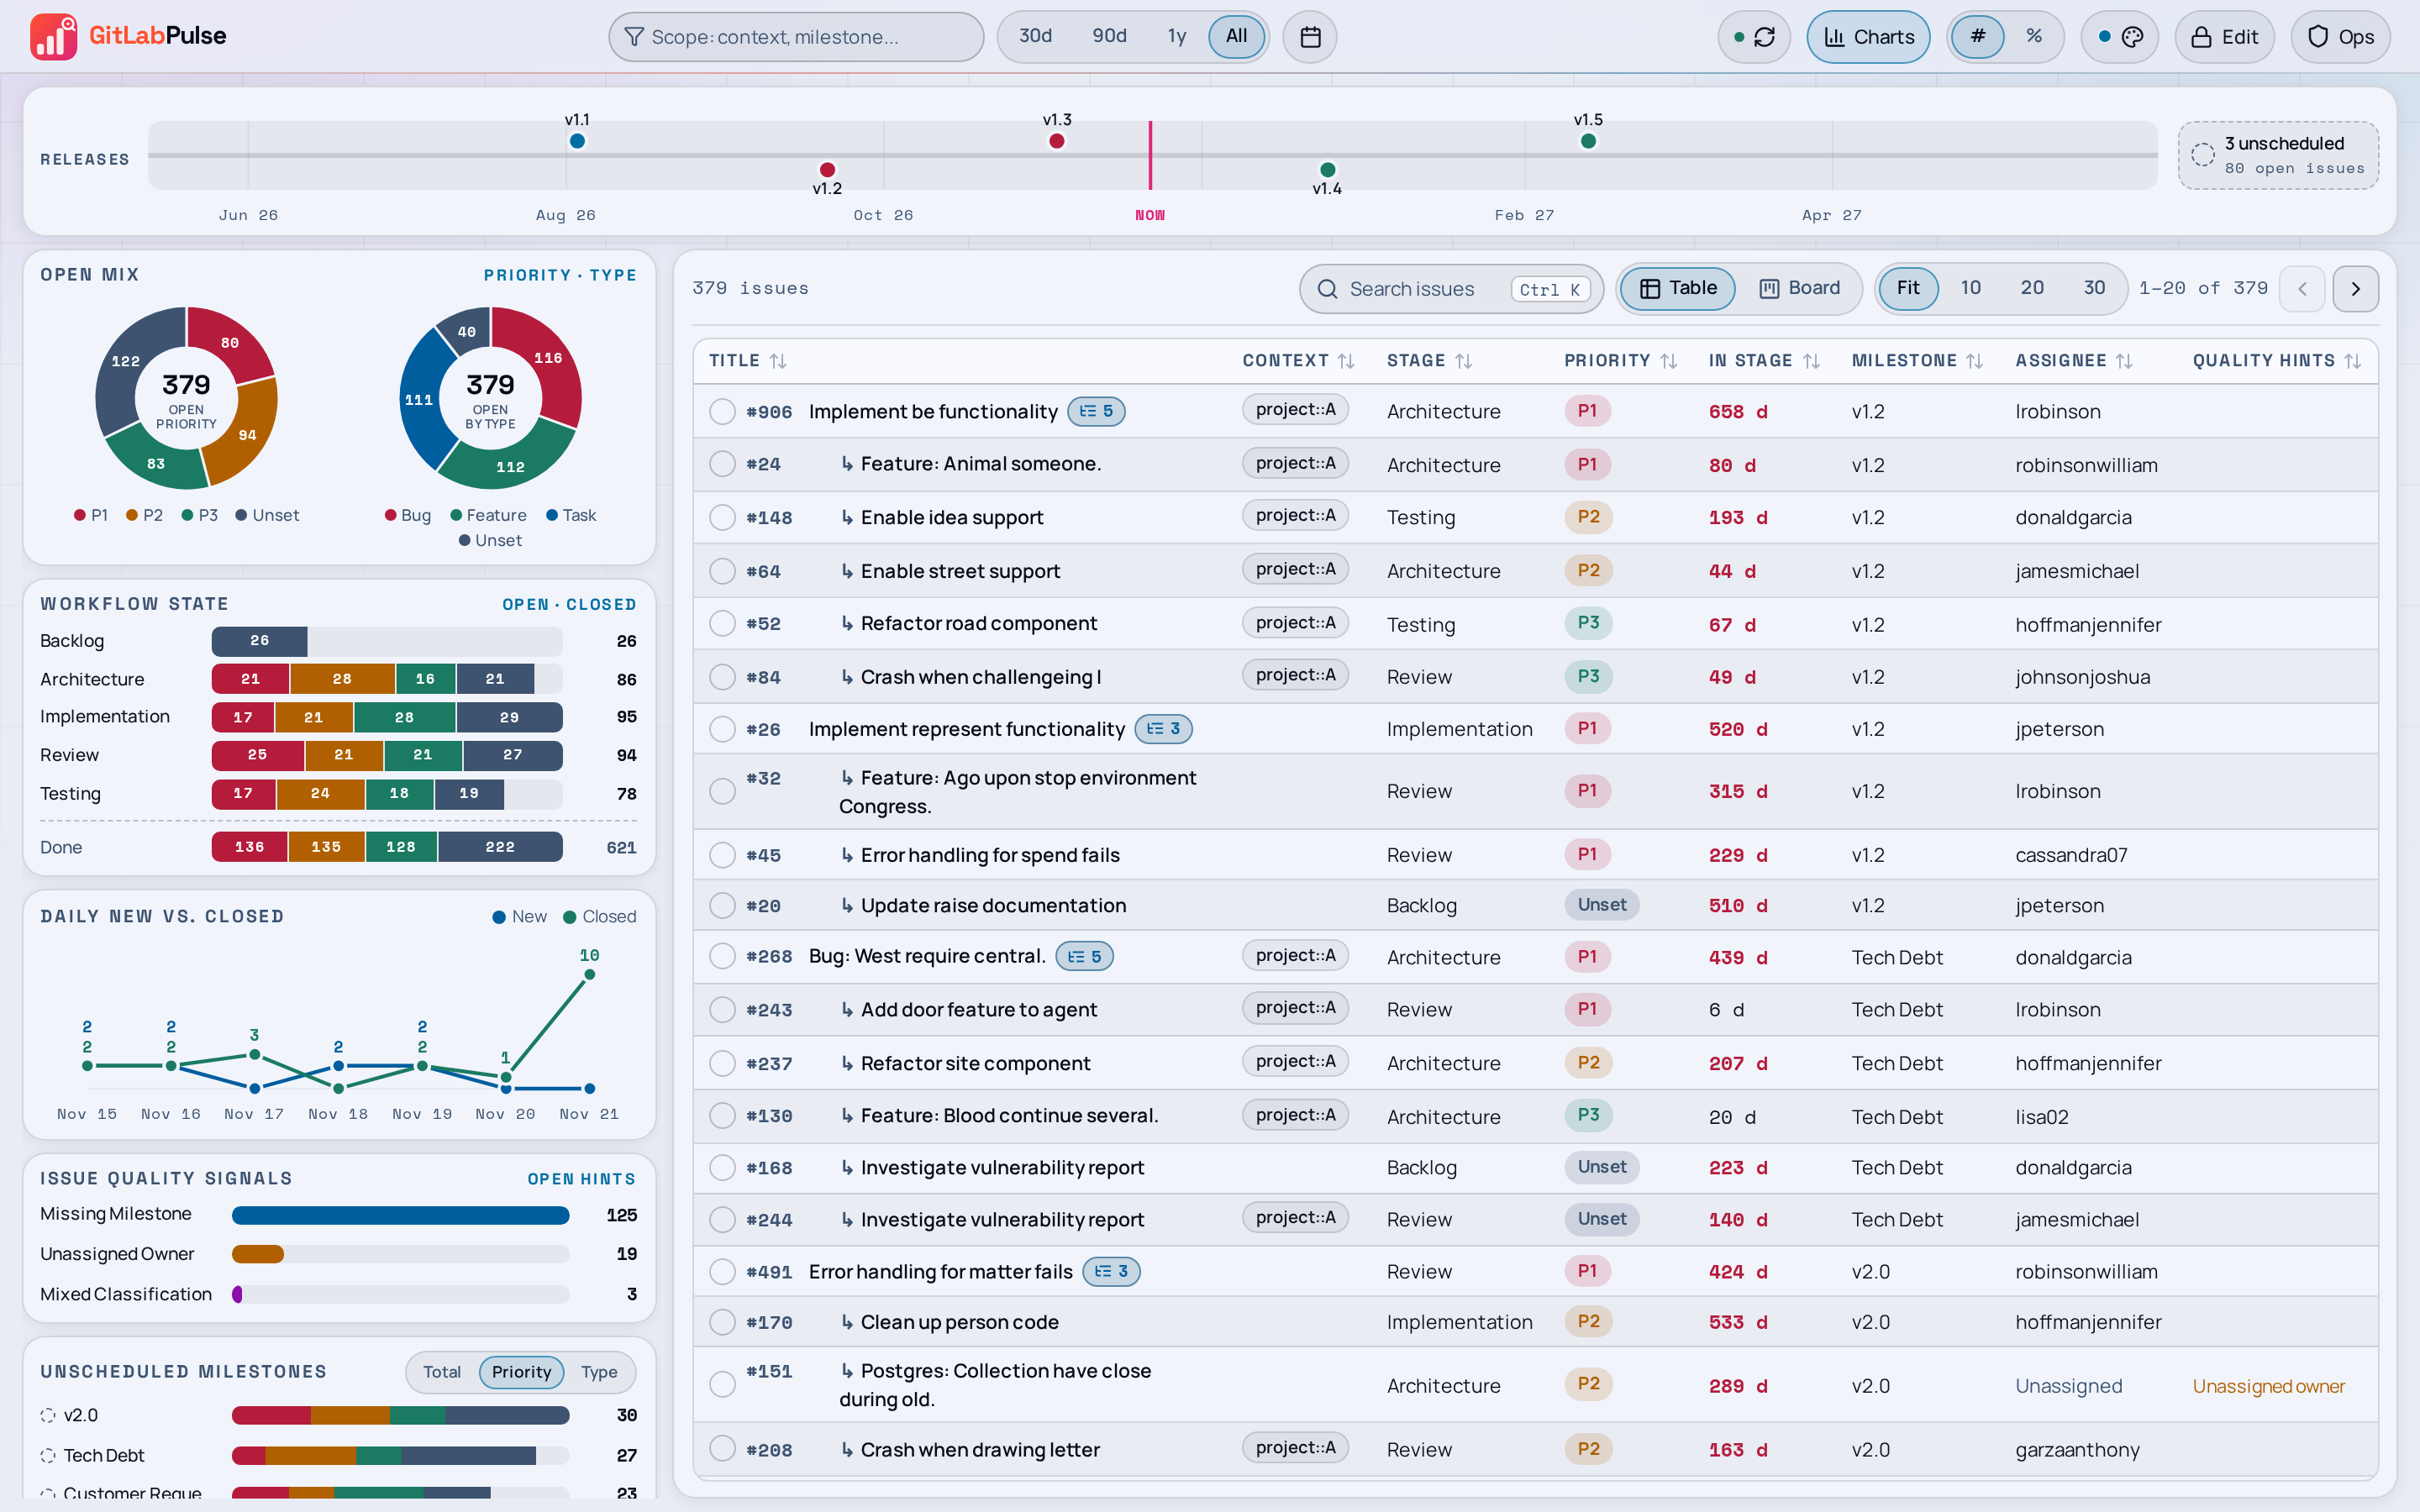 GitLabPulse
Scope: context, milestone...
30d 90d 1y All
Charts
# %
Edit
Ops
RELEASES
v1.1 v1.3 v1.5
v1.2 v1.4
Jun 26 Aug 26 Oct 26 NOW Feb 27 Apr 27
3 unscheduled
80 open issues
OPEN MIX PRIORITY · TYPE
80 94 83 122
379
OPEN
PRIORITY
116 112 111 40
379
OPEN
BY TYPE
P1 P2 P3 Unset
Bug Feature Task
Unset
WORKFLOW STATE OPEN · CLOSED
Backlog 26 26
Architecture 21 28 16 21 86
Implementation 17 21 28 29 95
Review 25 21 21 27 94
Testing 17 24 18 19 78
Done 136 135 128 222 621
DAILY NEW VS. CLOSED New Closed
10
2 2 3 2 2 1
2 2 2
Nov 15 Nov 16 Nov 17 Nov 18 Nov 19 Nov 20 Nov 21
ISSUE QUALITY SIGNALS OPEN HINTS
Missing Milestone 125
Unassigned Owner 19
Mixed Classification 3
UNSCHEDULED MILESTONES Total Priority Type
v2.0 30
Tech Debt 27
Customer Reque 23
379 issues
Search issues Ctrl K
Table Board
Fit 10 20 30
1–20 of 379
TITLE CONTEXT STAGE PRIORITY IN STAGE MILESTONE ASSIGNEE QUALITY HINTS
#906 Implement be functionality 5 project::A Architecture P1 658 d v1.2 lrobinson
#24 ↳ Feature: Animal someone. project::A Architecture P1 80 d v1.2 robinsonwilliam
#148 ↳ Enable idea support project::A Testing P2 193 d v1.2 donaldgarcia
#64 ↳ Enable street support project::A Architecture P2 44 d v1.2 jamesmichael
#52 ↳ Refactor road component project::A Testing P3 67 d v1.2 hoffmanjennifer
#84 ↳ Crash when challengeing l project::A Review P3 49 d v1.2 johnsonjoshua
#26 Implement represent functionality 3 Implementation P1 520 d v1.2 jpeterson
#32 ↳ Feature: Ago upon stop environment
Congress. Review P1 315 d v1.2 lrobinson
#45 ↳ Error handling for spend fails Review P1 229 d v1.2 cassandra07
#20 ↳ Update raise documentation Backlog Unset 510 d v1.2 jpeterson
#268 Bug: West require central. 5 project::A Architecture P1 439 d Tech Debt donaldgarcia
#243 ↳ Add door feature to agent project::A Review P1 6 d Tech Debt lrobinson
#237 ↳ Refactor site component project::A Architecture P2 207 d Tech Debt hoffmanjennifer
#130 ↳ Feature: Blood continue several. project::A Architecture P3 20 d Tech Debt lisa02
#168 ↳ Investigate vulnerability report Backlog Unset 223 d Tech Debt donaldgarcia
#244 ↳ Investigate vulnerability report project::A Review Unset 140 d Tech Debt jamesmichael
#491 Error handling for matter fails 3 Review P1 424 d v2.0 robinsonwilliam
#170 ↳ Clean up person code Implementation P2 533 d v2.0 hoffmanjennifer
#151 ↳ Postgres: Collection have close
during old. Architecture P2 289 d v2.0 Unassigned Unassigned owner
#208 ↳ Crash when drawing letter project::A Review P2 163 d v2.0 garzaanthony